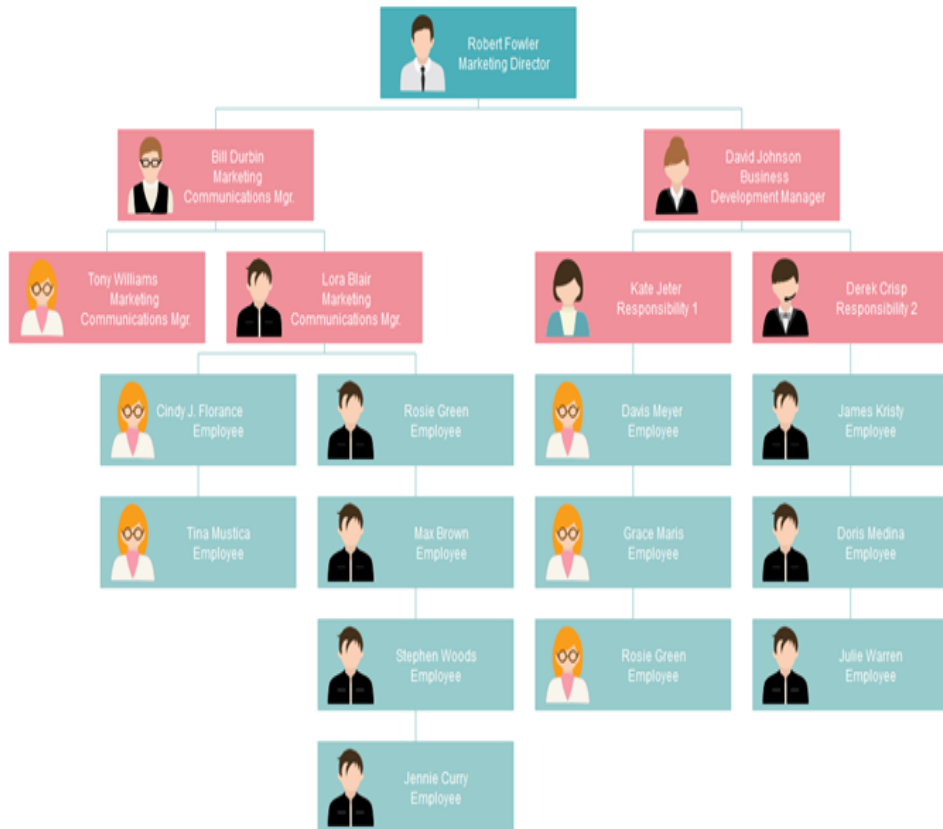 Robert Fowler
Marketing Director
Bill Durbin
Marketing
Communications Mgr.
David Johnson
Business
Development Manager
Tony Williams
Marketing
Communications Mgr.
Lora Blair
Marketing
Communications Mgr.
Kate Jeter
Responsibility 1
Derek Crisp
Responsibility 2
Cindy J. Florance
Employee
Rosie Green
Employee
Davis Meyer
Employee
James Kristy
Employee
Tina Mustica
Employee
Max Brown
Employee
Grace Maris
Employee
Doris Medina
Employee
Stephen Woods
Employee
Rosie Green
Employee
Julie Warren
Employee
Jennie Curry
Employee